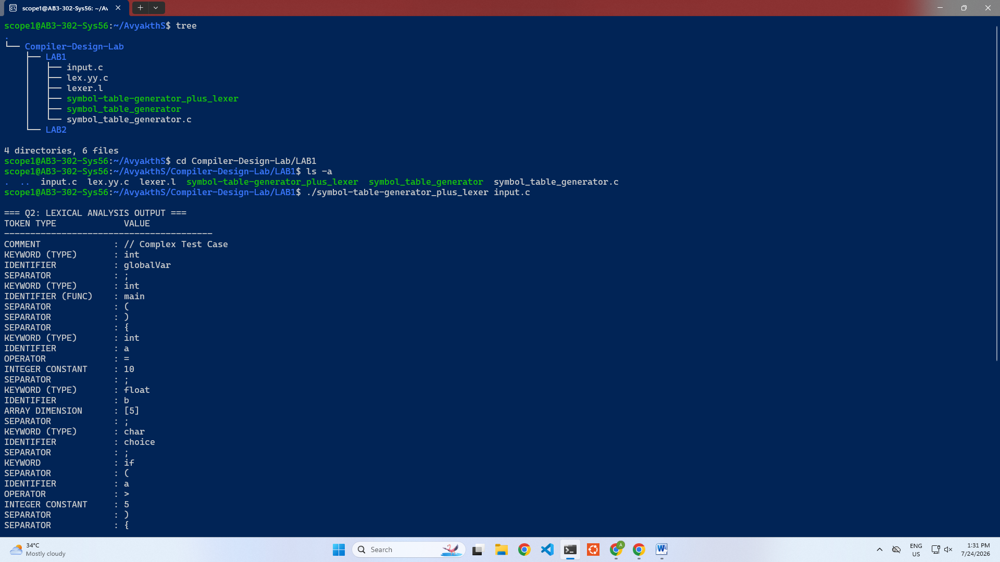 scope1@AB3-302-Sys56: ~/Av
scope1@AB3-302-Sys56:~/AvyakthS$ tree
.
└── Compiler-Design-Lab
    ├── LAB1
    │   ├── input.c
    │   ├── lex.yy.c
    │   ├── lexer.l
    │   ├── symbol-table-generator_plus_lexer
    │   ├── symbol_table_generator
    │   └── symbol_table_generator.c
    └── LAB2
4 directories, 6 files
scope1@AB3-302-Sys56:~/AvyakthS$ cd Compiler-Design-Lab/LAB1
scope1@AB3-302-Sys56:~/AvyakthS/Compiler-Design-Lab/LAB1$ ls -a
.  ..  input.c  lex.yy.c  lexer.l  symbol-table-generator_plus_lexer  symbol_table_generator  symbol_table_generator.c
scope1@AB3-302-Sys56:~/AvyakthS/Compiler-Design-Lab/LAB1$ ./symbol-table-generator_plus_lexer input.c
=== Q2: LEXICAL ANALYSIS OUTPUT ===
TOKEN TYPE             VALUE
----------------------------------------
COMMENT              : // Complex Test Case
KEYWORD (TYPE)       : int
IDENTIFIER           : globalVar
SEPARATOR            : ;
KEYWORD (TYPE)       : int
IDENTIFIER (FUNC)    : main
SEPARATOR            : (
SEPARATOR            : )
SEPARATOR            : {
KEYWORD (TYPE)       : int
IDENTIFIER           : a
OPERATOR             : =
INTEGER CONSTANT     : 10
SEPARATOR            : ;
KEYWORD (TYPE)       : float
IDENTIFIER           : b
ARRAY DIMENSION      : [5]
SEPARATOR            : ;
KEYWORD (TYPE)       : char
IDENTIFIER           : choice
SEPARATOR            : ;
KEYWORD              : if
SEPARATOR            : (
IDENTIFIER           : a
OPERATOR             : >
INTEGER CONSTANT     : 5
SEPARATOR            : )
SEPARATOR            : {
34°C
Mostly cloudy
Search
A
ENG
US
1:31 PM
7/24/2026